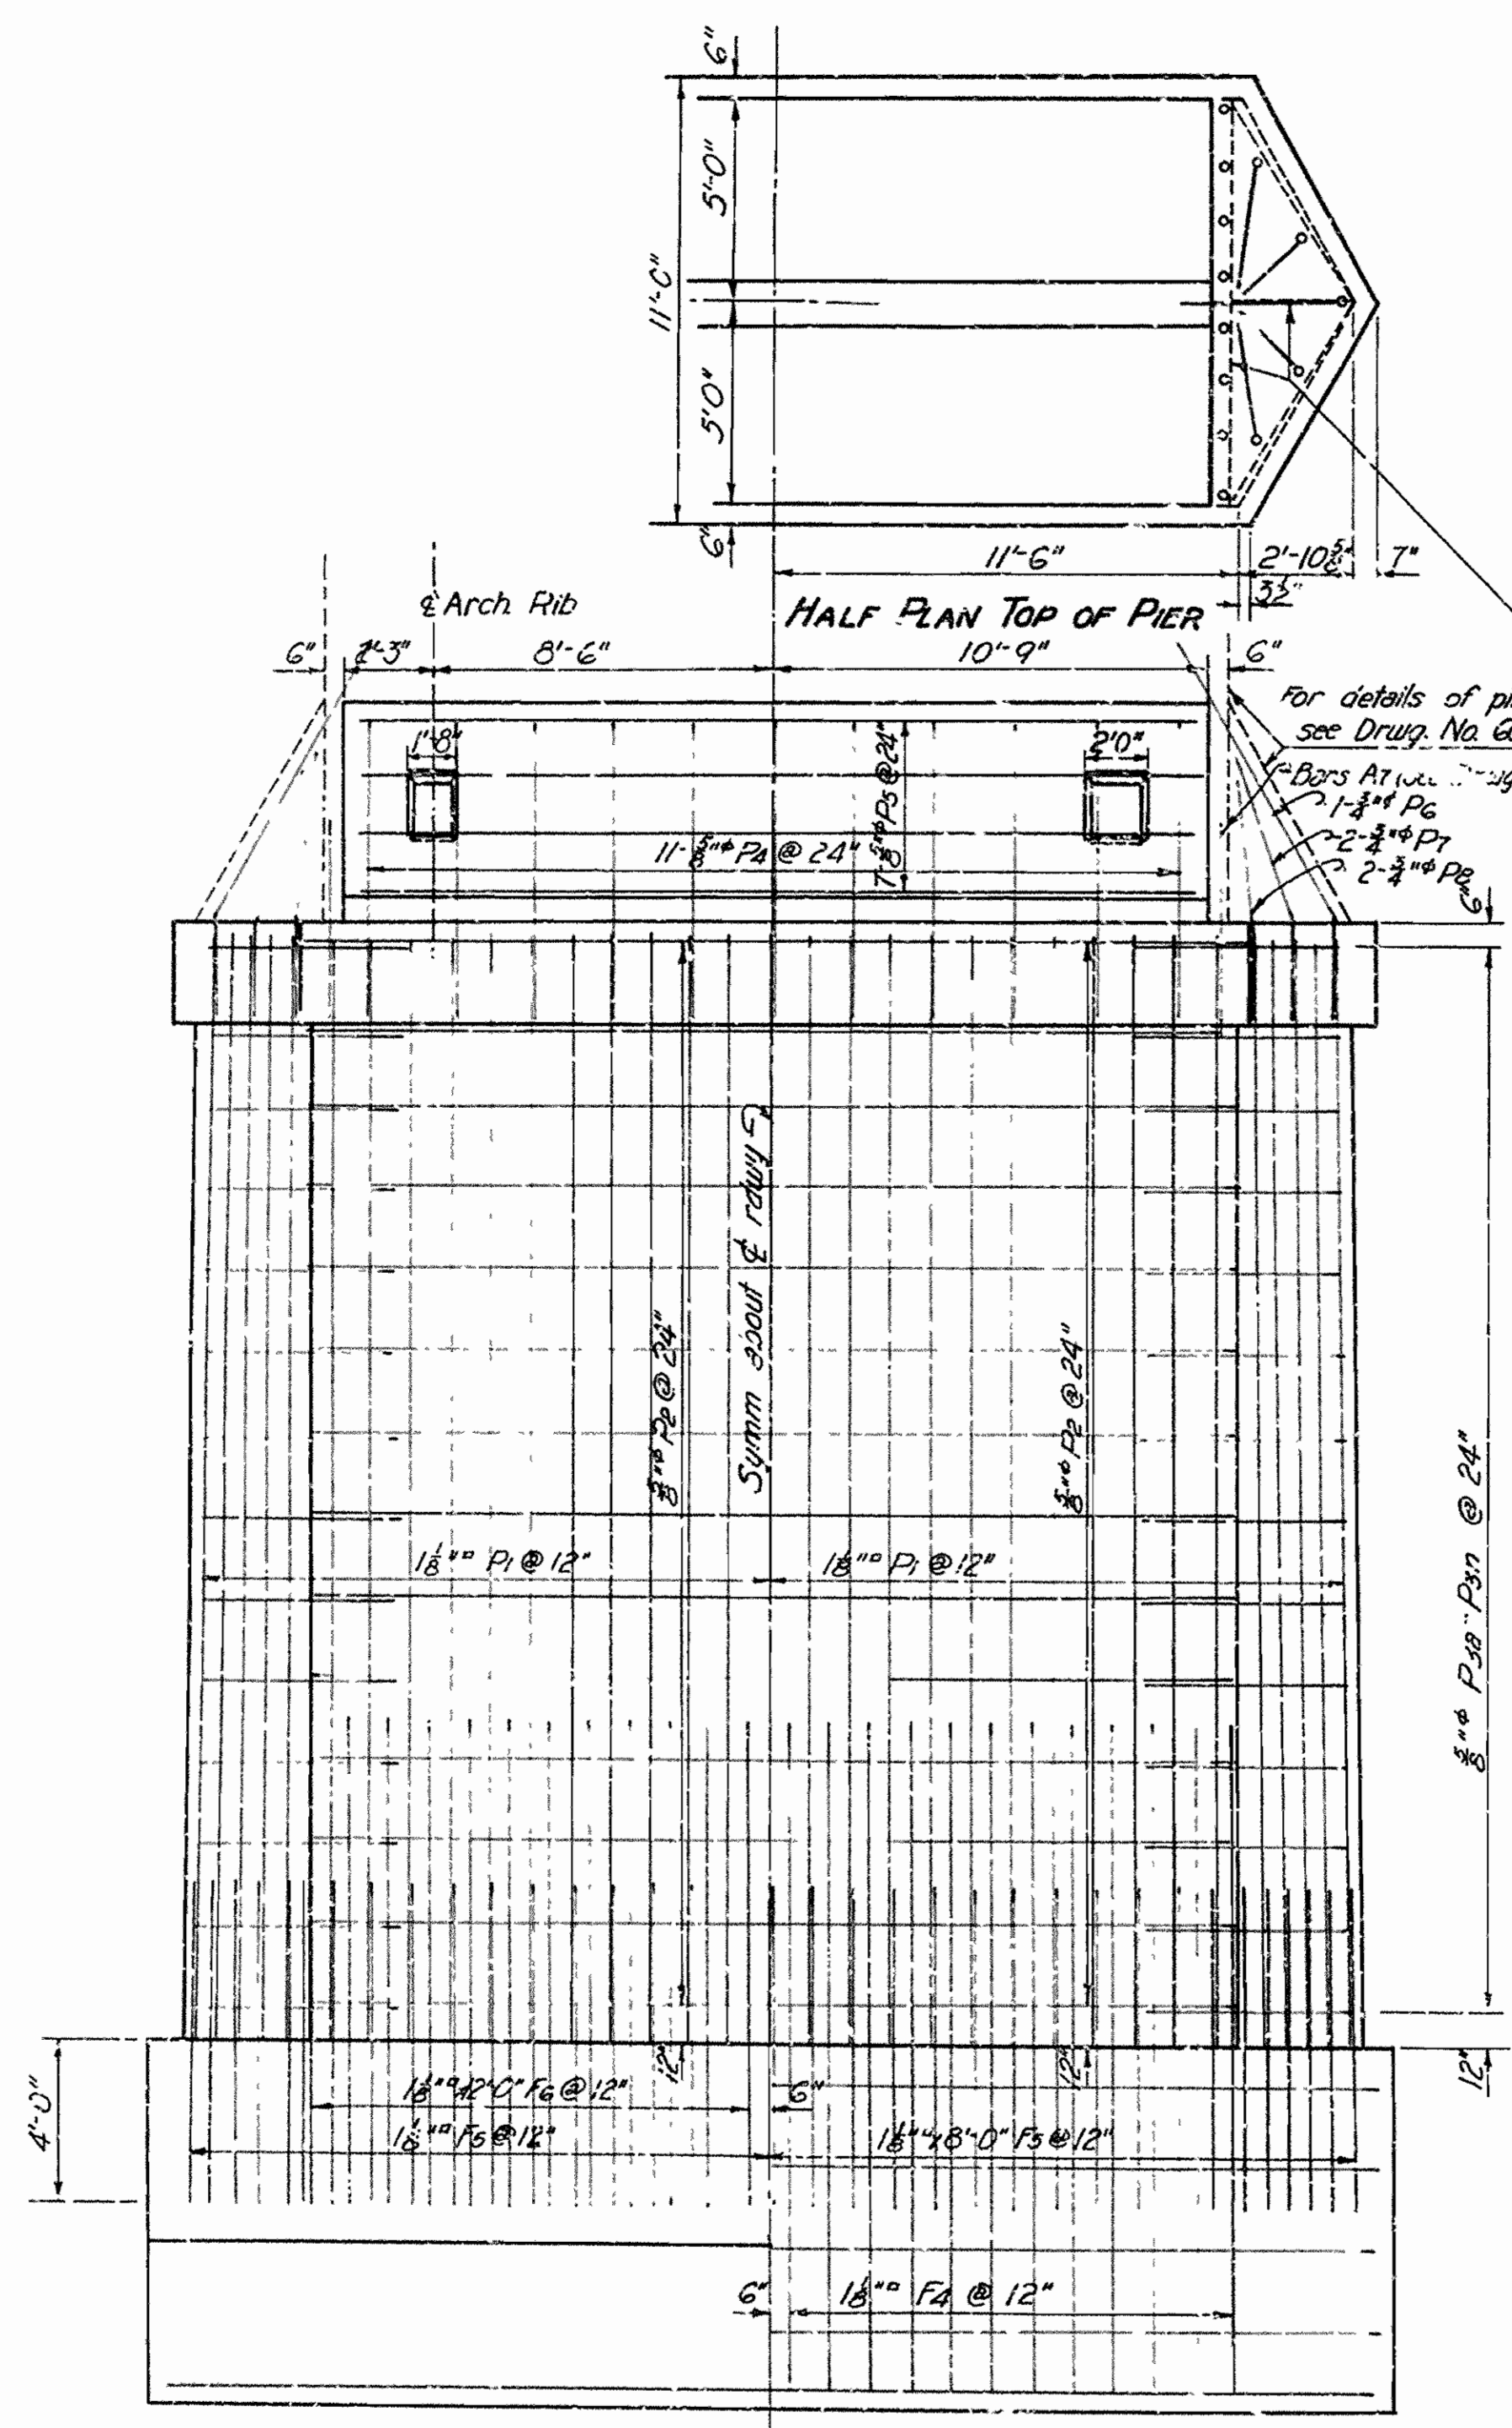 6"
5'-0"
11'-0"
5'0"
6"
11'-6"
2'-10⅝"
7"
3½"
HALF PLAN TOP OF PIER
℄ Arch Rib
6"
2'-3"
8'-6"
10'-9"
6"
For details of
see Drwg. No.
Bars A7
1'-8"
2'0"
7-⅝"ϕ P5 @ 24"
11-⅝"ϕ P4 @ 24"
1-¾"ϕ P6
2-¾"ϕ P7
2-¾"ϕ P8
6"
Symm about ℄ rdwy
⅝"ϕ P2 @ 24"
⅝"ϕ P2 @ 24"
1⅛"▫ P1 @ 12"
1⅛"▫ P1 @ 12"
⅝"ϕ P3a - P3n @ 24"
12"
12"
12"
4'-0"
1⅛"▫ 12'0" F6 @ 12"
6"
1⅛"▫ F5 @ 12"
1⅛"▫ x 8'-0" F5 @ 12"
6"
1⅛"▫ F4 @ 12"